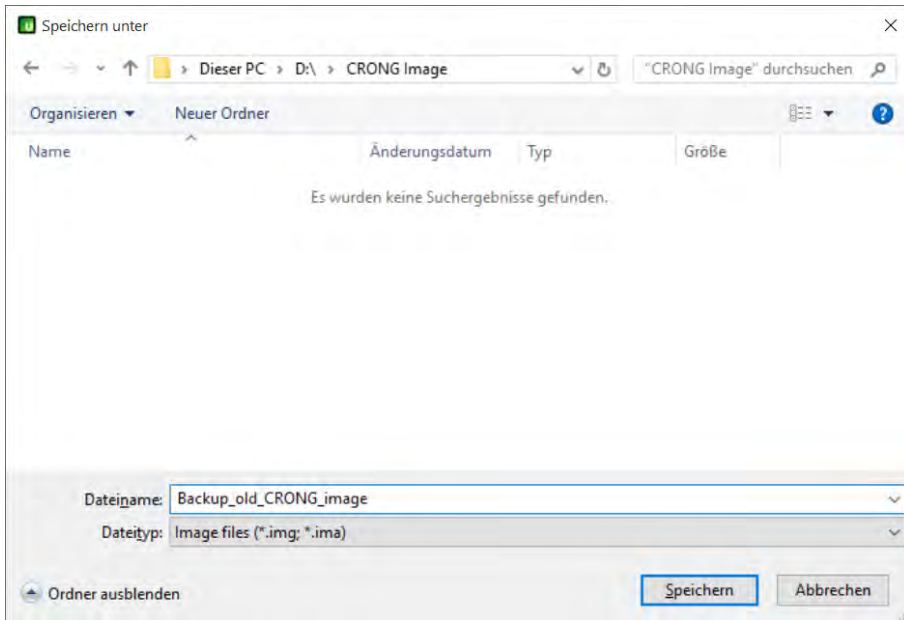 Speichern unter
Dieser PC > D:\ > CRONG Image "CRONG Image" durchsuchen
Organisieren Neuer Ordner ?
Name Änderungsdatum Typ Größe
Es wurden keine Suchergebnisse gefunden.
Dateiname: Backup_old_CRONG_image
Dateityp: Image files (*.img; *.ima)
Ordner ausblenden Speichern Abbrechen